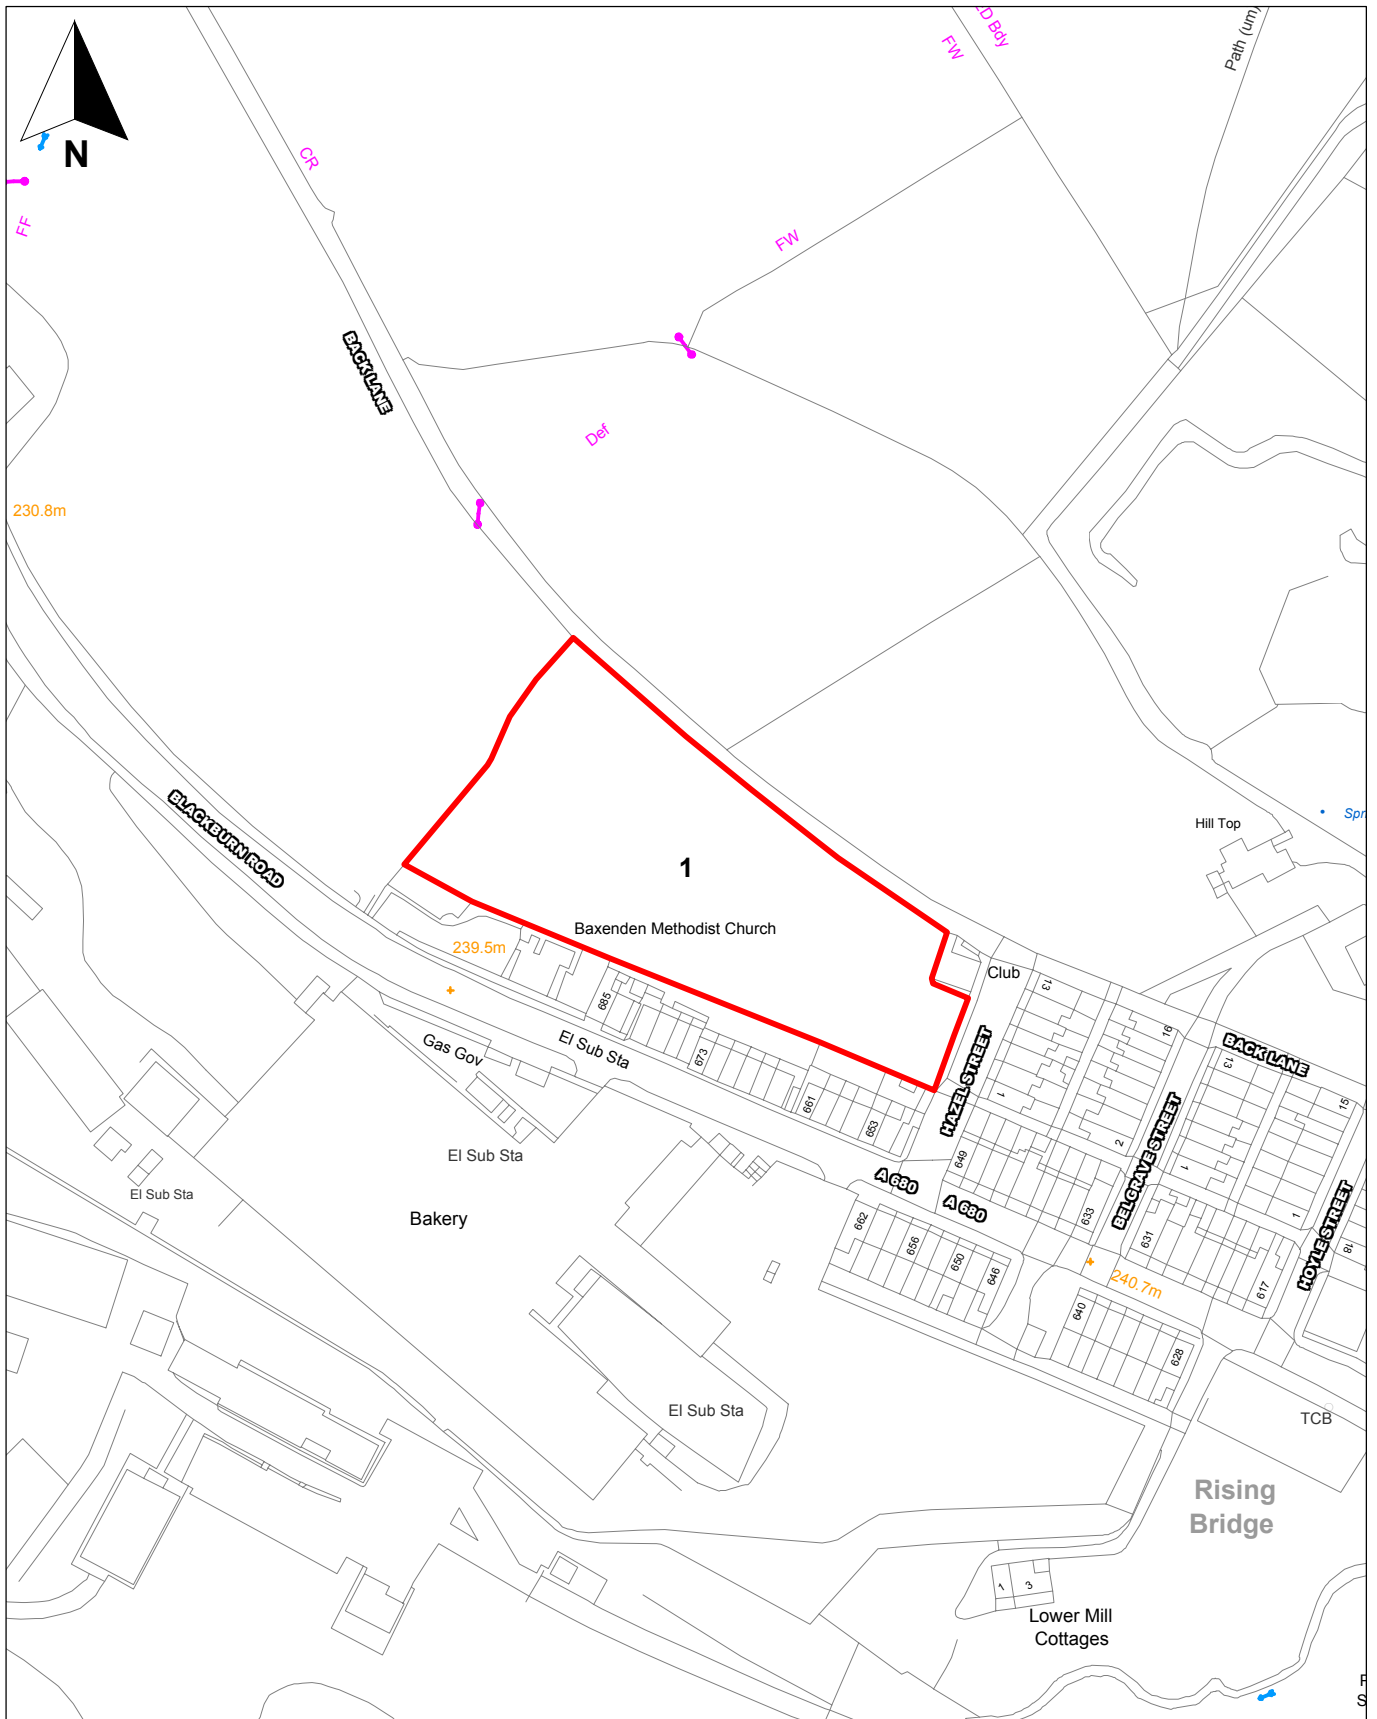 N
FF
CR
FW
FW
D Bdy
Path (um)
BACK LANE
Def
230.8m
BLACKBURN ROAD
Hill Top
1
Baxenden Methodist Church
239.5m
Club
685
El Sub Sta
Gas Gov
673
661
653
HAZEL STREET
13
1
16
2
BACK LANE
13
1
15
1
BELGRAVE STREET
HOYLE STREET
18
El Sub Sta
El Sub Sta
Bakery
A 680
A 680
649
633
631
617
662
656
650
646
240.7m
640
628
El Sub Sta
TCB
Rising
Bridge
1
3
Lower Mill
Cottages